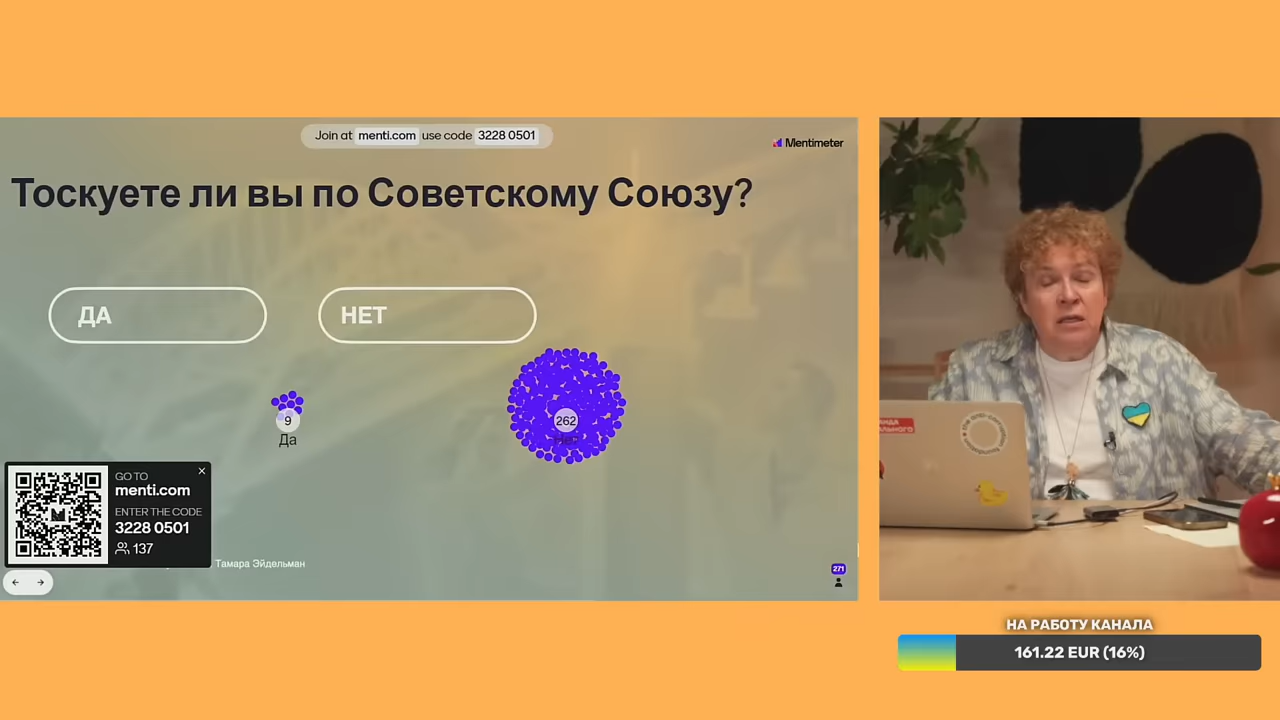 Join at menti.com use code 3228 0501
Mentimeter
Тоскуете ли вы по Советскому Союзу?
ДА
НЕТ
9
Да
262
Нет
GO TO
menti.com
ENTER THE CODE
3228 0501
137
Тамара Эйдельман
271
НА РАБОТУ КАНАЛА
161.22 EUR (16%)